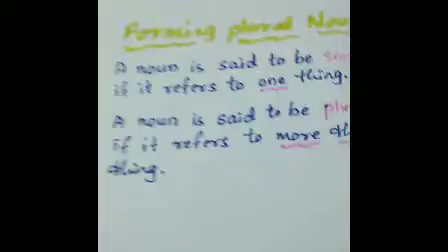 Forming plural
A noun is said to be
if it refers to one thing.
A noun is said to be
if it refers to more
thing.